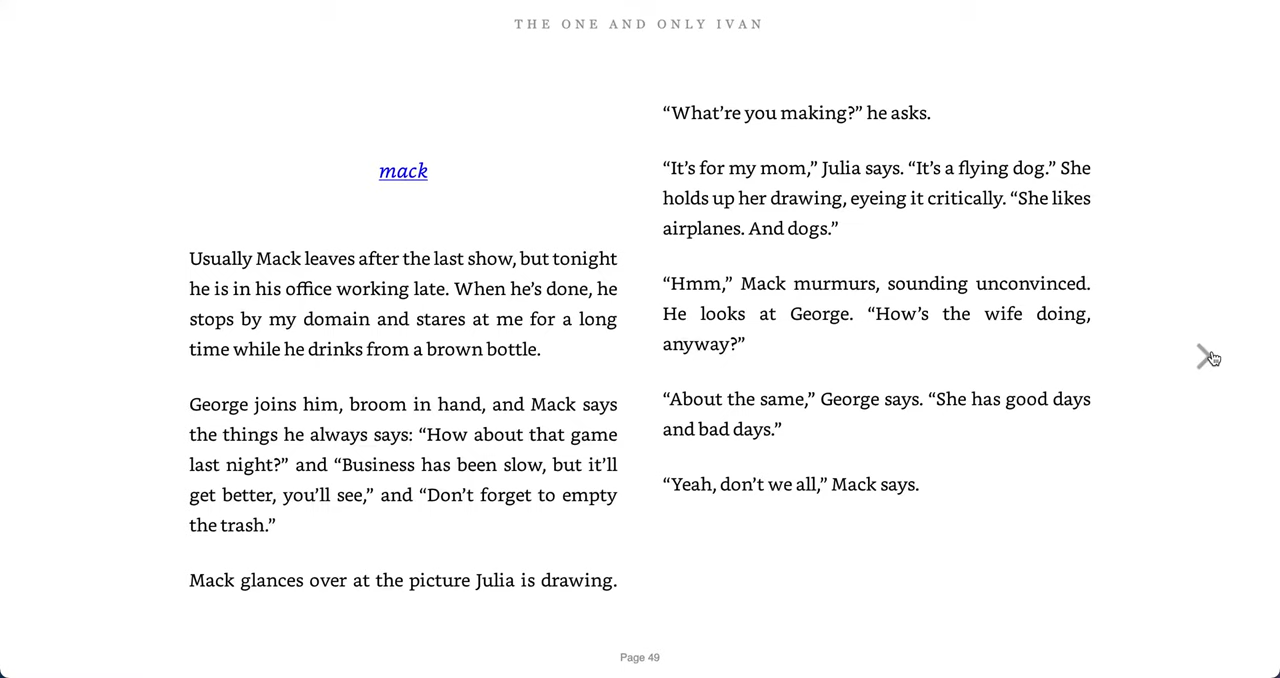 THE ONE AND ONLY IVAN
mack
Usually Mack leaves after the last show, but tonight
he is in his office working late. When he’s done, he
stops by my domain and stares at me for a long
time while he drinks from a brown bottle.
George joins him, broom in hand, and Mack says
the things he always says: “How about that game
last night?” and “Business has been slow, but it’ll
get better, you’ll see,” and “Don’t forget to empty
the trash.”
Mack glances over at the picture Julia is drawing.
“What’re you making?” he asks.
“It’s for my mom,” Julia says. “It’s a flying dog.” She
holds up her drawing, eyeing it critically. “She likes
airplanes. And dogs.”
“Hmm,” Mack murmurs, sounding unconvinced.
He looks at George. “How’s the wife doing,
anyway?”
“About the same,” George says. “She has good days
and bad days.”
“Yeah, don’t we all,” Mack says.
Page 49